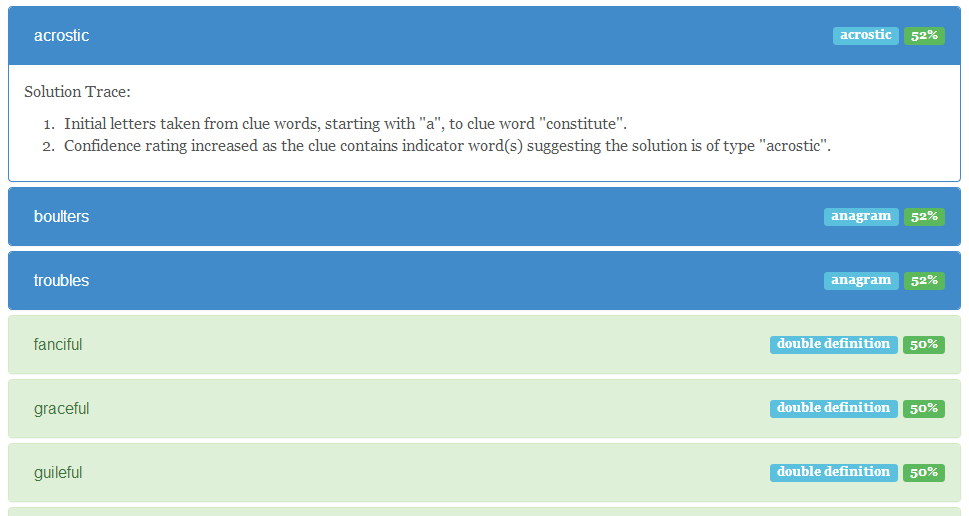 acrostic acrostic 52%
Solution Trace:
1. Initial letters taken from clue words, starting with "a", to clue word "constitute".
2. Confidence rating increased as the clue contains indicator word(s) suggesting the solution is of type "acrostic".
boulters anagram 52%
troubles anagram 52%
fanciful double definition 50%
graceful double definition 50%
guileful double definition 50%